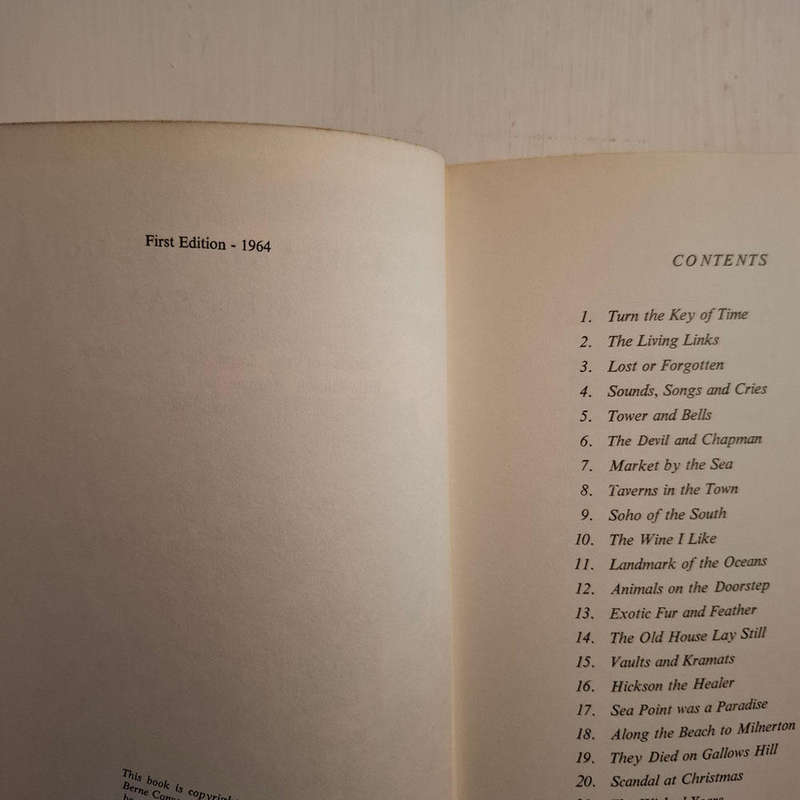 First Edition - 1964
This book is copyright
Berne Conv
CONTENTS
1. Turn the Key of Time
2. The Living Links
3. Lost or Forgotten
4. Sounds, Songs and Cries
5. Tower and Bells
6. The Devil and Chapman
7. Market by the Sea
8. Taverns in the Town
9. Soho of the South
10. The Wine I Like
11. Landmark of the Oceans
12. Animals on the Doorstep
13. Exotic Fur and Feather
14. The Old House Lay Still
15. Vaults and Kramats
16. Hickson the Healer
17. Sea Point was a Paradise
18. Along the Beach to Milnerton
19. They Died on Gallows Hill
20. Scandal at Christmas